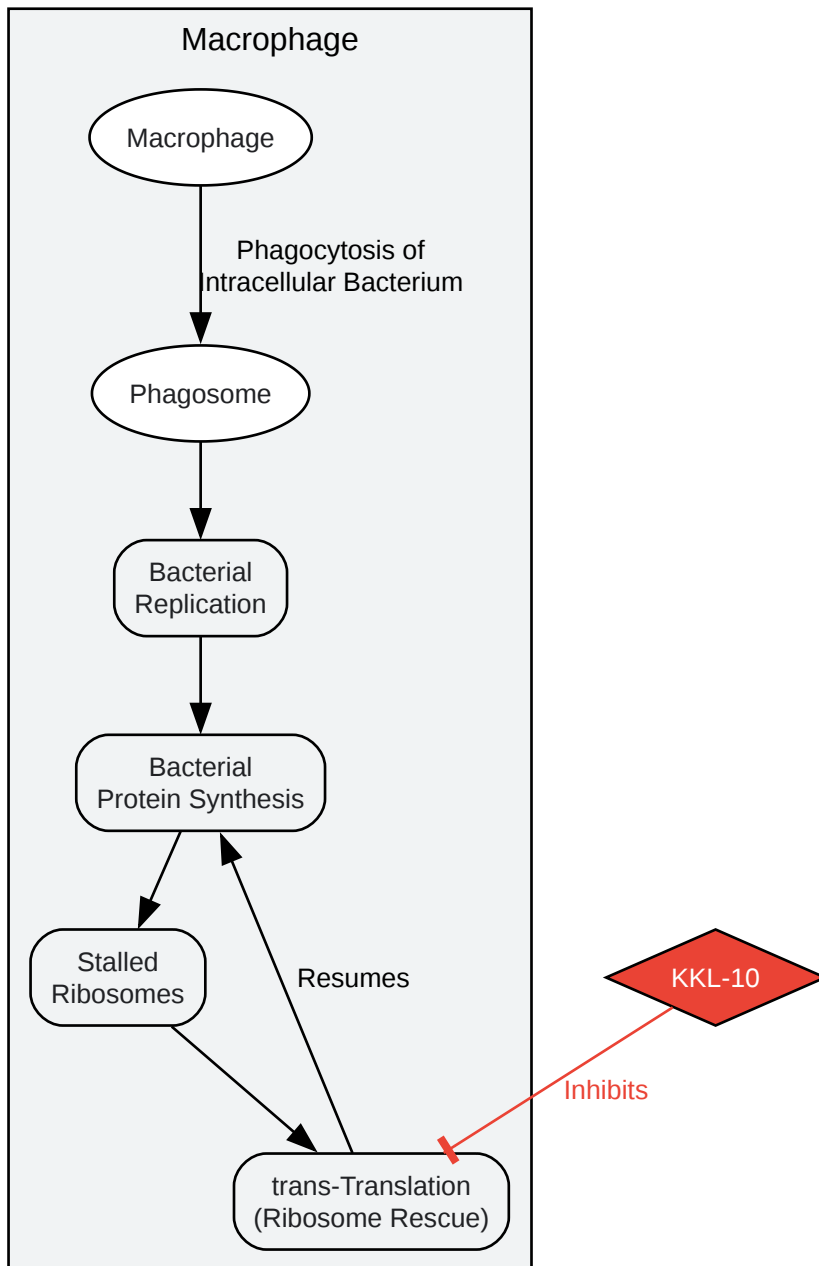 Macrophage
Macrophage
Phagocytosis of
Intracellular Bacterium
Phagosome
Bacterial
Replication
Bacterial
Protein Synthesis
Stalled
Ribosomes
Resumes
KKL-10
Inhibits
trans-Translation
(Ribosome Rescue)